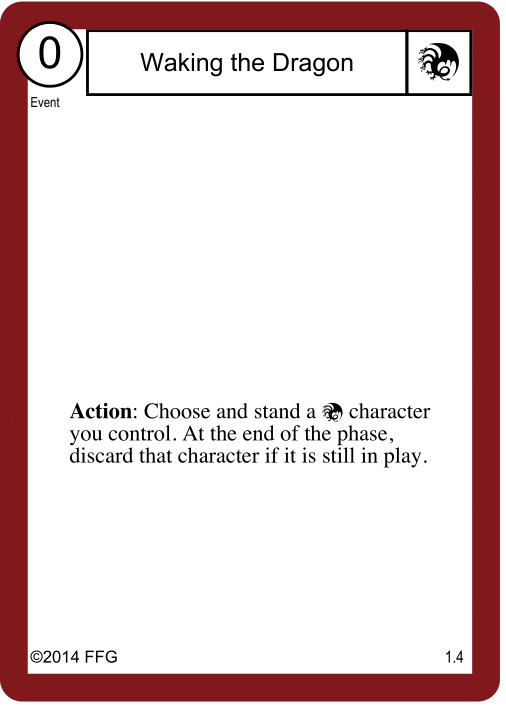 0
Waking the Dragon
Event
Action: Choose and stand a character
you control. At the end of the phase,
discard that character if it is still in play.
©2014 FFG
1.4